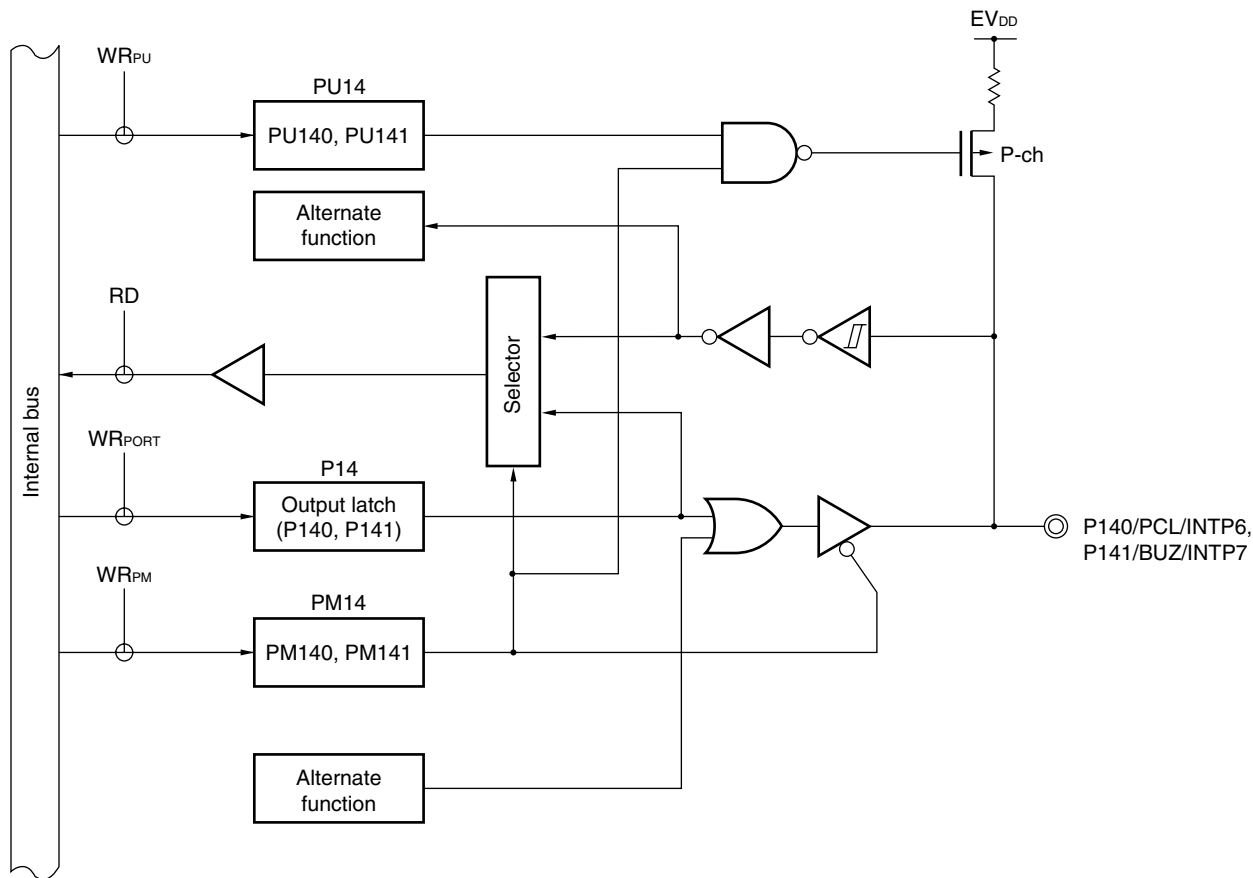 EVDD
WRPU
PU14
PU140, PU141
P-ch
Alternate
function
RD
Selector
Internal bus
WRPORT
P14
Output latch
(P140, P141)
P140/PCL/INTP6,
P141/BUZ/INTP7
WRPM
PM14
PM140, PM141
Alternate
function